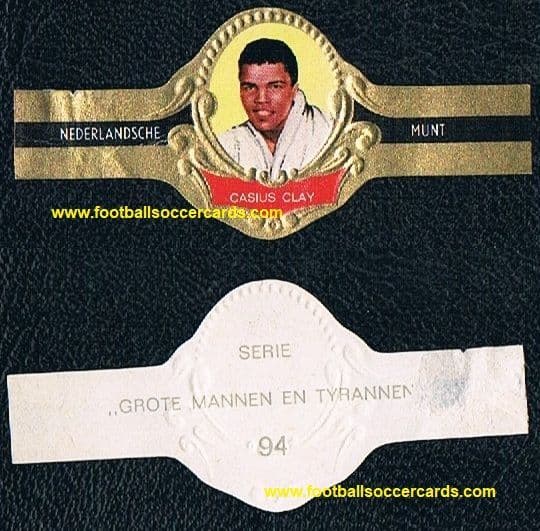 NEDERLANDSCHE MUNT
CASIUS CLAY
www.footballsoccercards.com
SERIE
,,GROTE MANNEN EN TYRANNEN
94
www.footballsoccercards.com